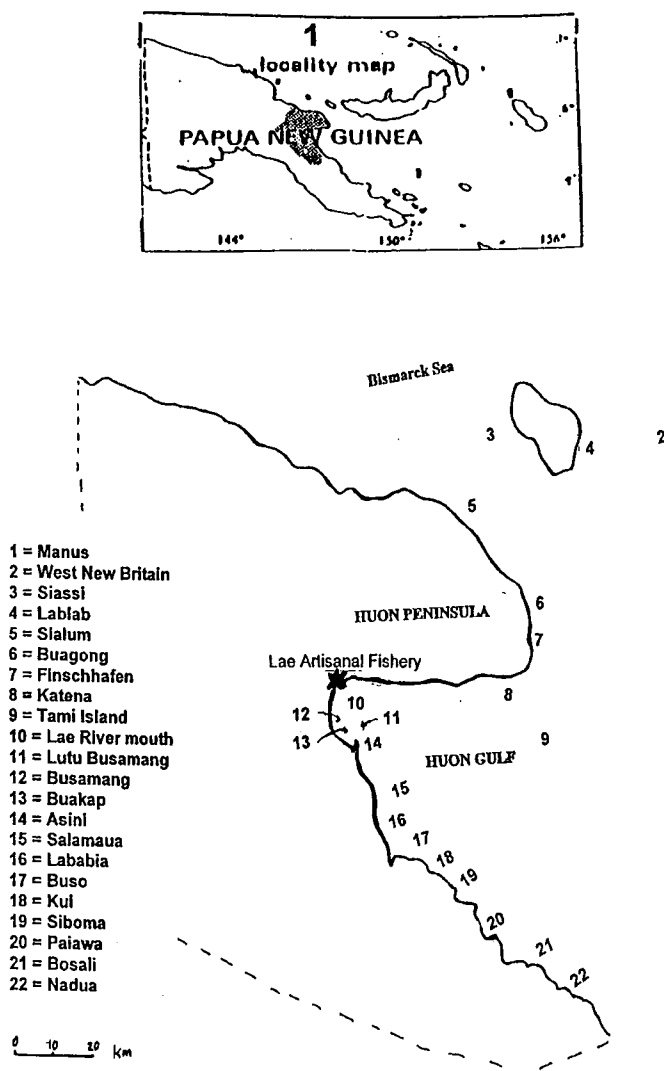 1
locality map
6°
PAPUA NEW GUINEA
144° 150° 156°
Bismarck Sea
3
4
2
5
1 = Manus
2 = West New Britain
3 = Siassi
4 = Lablab
5 = Sialum
6 = Buagong
7 = Finschhafen
8 = Katena
9 = Tami Island
10 = Lae River mouth
11 = Lutu Busamang
12 = Busamang
13 = Buakap
14 = Asini
15 = Salamaua
16 = Lababia
17 = Buso
18 = Kui
19 = Siboma
20 = Paiawa
21 = Bosali
22 = Nadua
6
HUON PENINSULA
7
Lae Artisanal Fishery
8
10
12
11
13
14
9
HUON GULF
15
16
17
18
19
20
21
22
0 10 20 km